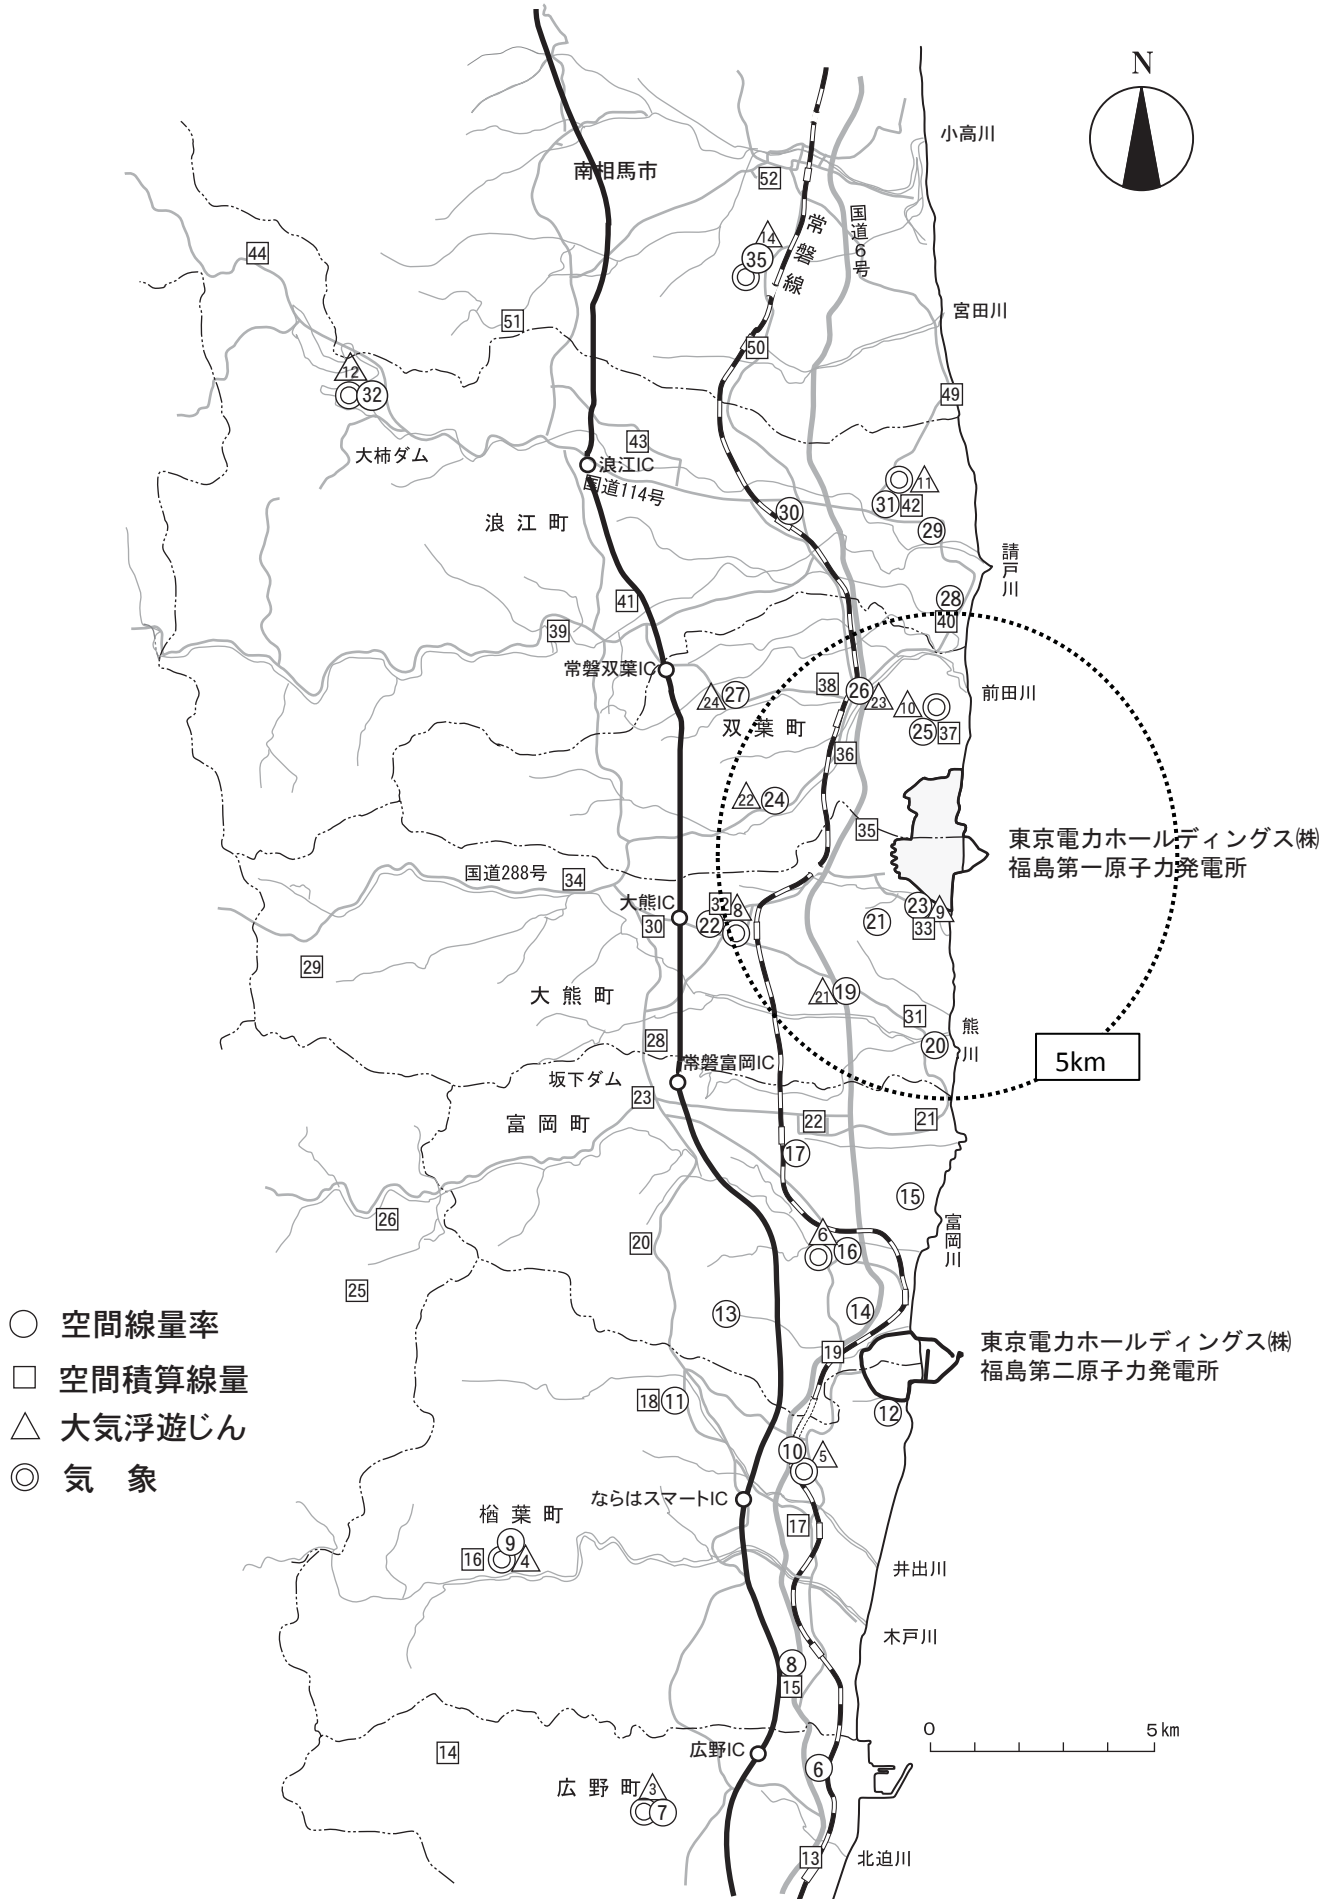 N
小高川
南相馬市
52
国道6号
14
常磐線
35
44
宮田川
51
50
12
32
49
43
大柿ダム
浪江IC
国道114号
11
31
42
30
浪江町
29
請戸川
28
41
40
39
常磐双葉IC
24
27
38
26
23
10
前田川
双葉町
25
37
36
22
24
35
東京電力ホールディングス㈱
福島第一原子力発電所
国道288号
34
大熊IC
32
8
23
9
30
22
21
33
29
21
19
大熊町
31
熊川
28
20
常磐富岡IC
5km
坂下ダム
23
富岡町
22
21
17
15
26
富岡川
20
6
16
25
13
14
○ 空間線量率
19
東京電力ホールディングス㈱
福島第二原子力発電所
□ 空間積算線量
18
11
12
△ 大気浮遊じん
10
5
◎ 気象
ならはスマートIC
楢葉町
17
9
16
4
井出川
木戸川
8
15
0
5km
14
広野IC
6
広野町
3
7
13
北迫川